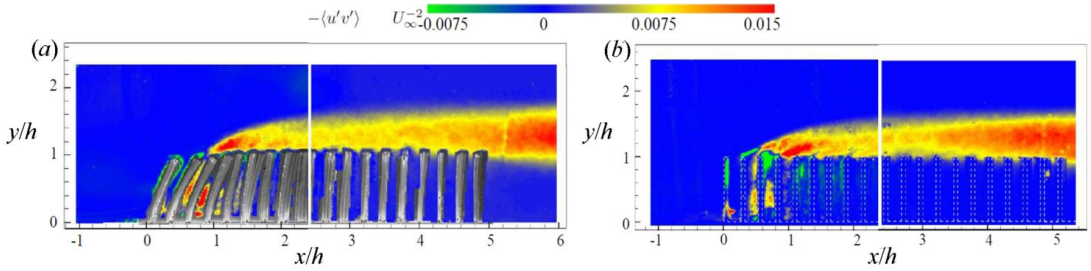 −⟨u′v′⟩ U∞−2 -0.0075 0 0.0075 0.015
(a) (b)
2 2
y/h 1 y/h 1
0 0
-1 0 1 2 3 4 5 6 -1 0 1 2 3 4 5
x/h x/h